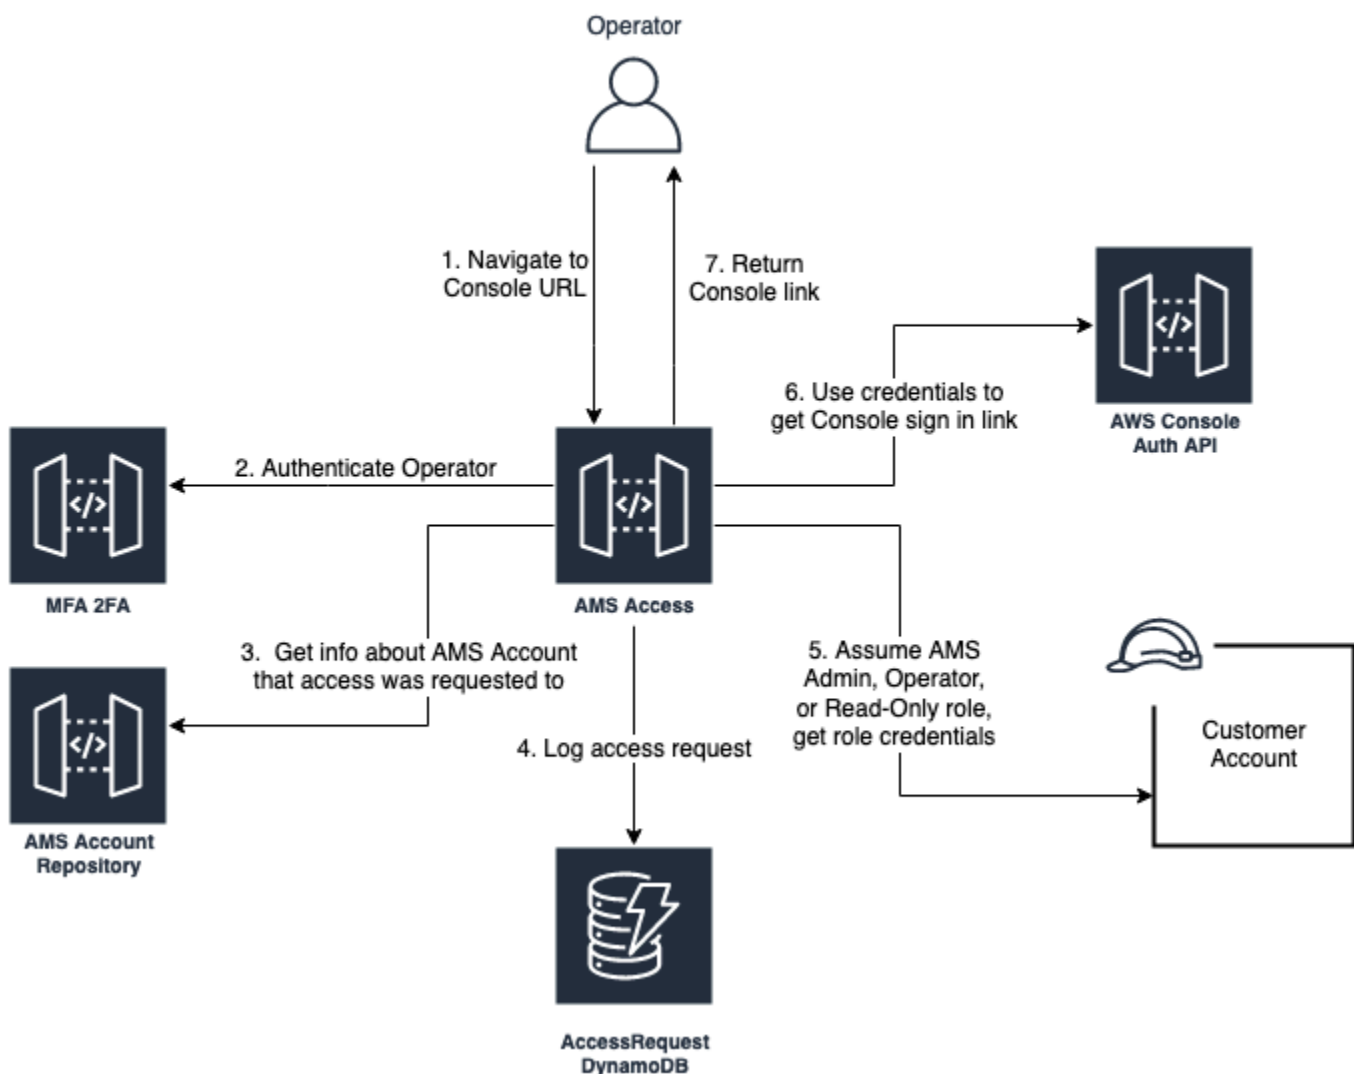 Operator
1. Navigate to
Console URL
7. Return
Console link
6. Use credentials to
get Console sign in link
AWS Console
Auth API
2. Authenticate Operator
MFA 2FA
AMS Access
3. Get info about AMS Account
that access was requested to
5. Assume AMS
Admin, Operator,
or Read-Only role,
get role credentials
Customer
Account
4. Log access request
AMS Account
Repository
AccessRequest
DynamoDB